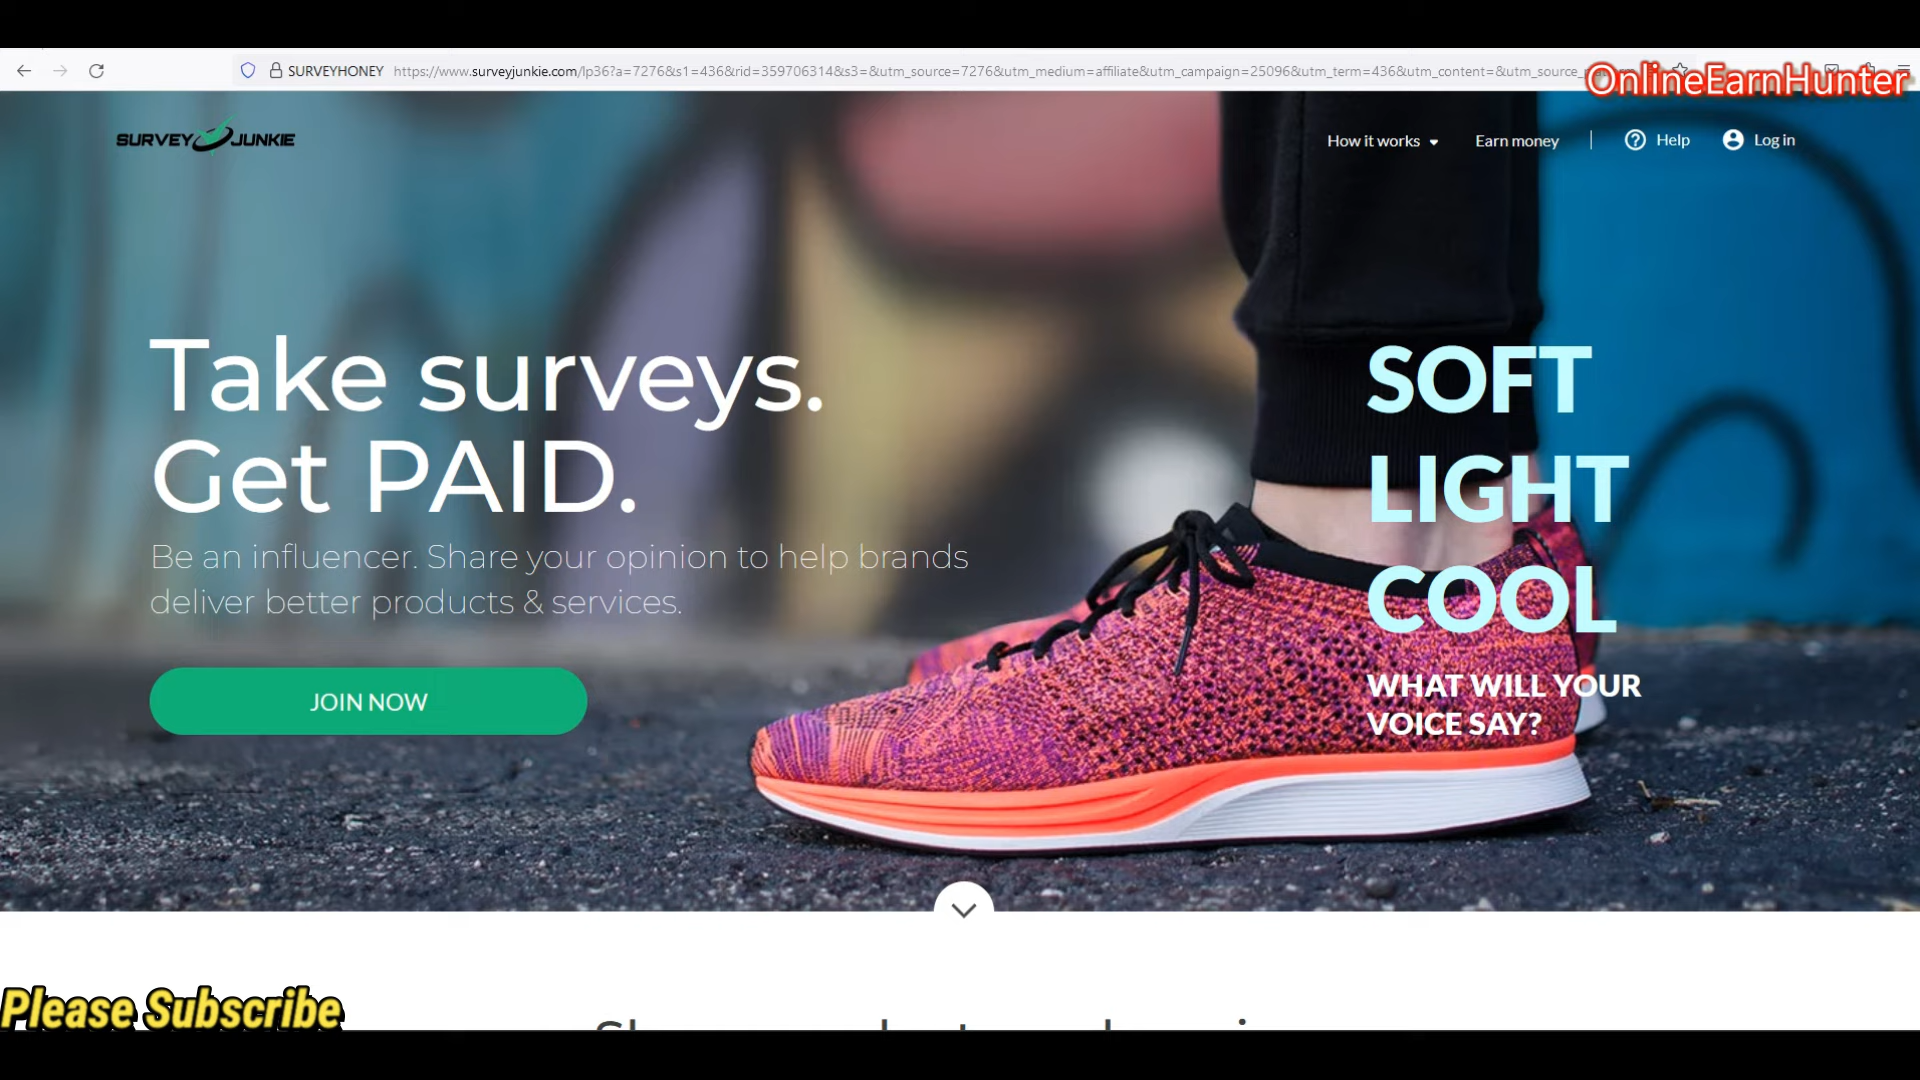 SURVEYHONEY https://www.surveyjunkie.com/lp36?a=7276&s1=436&rid=359706314&s3=&utm_source=7276&utm_medium=affiliate&utm_campaign=25096&utm_term=436&utm_content=&utm_source_
OnlineEarnHunter
SURVEY JUNKIE
How it works Earn money | Help Log in
Take surveys.
Get PAID.
Be an influencer. Share your opinion to help brands
deliver better products & services.
JOIN NOW
SOFT
LIGHT
COOL
WHAT WILL YOUR
VOICE SAY?
Please Subscribe